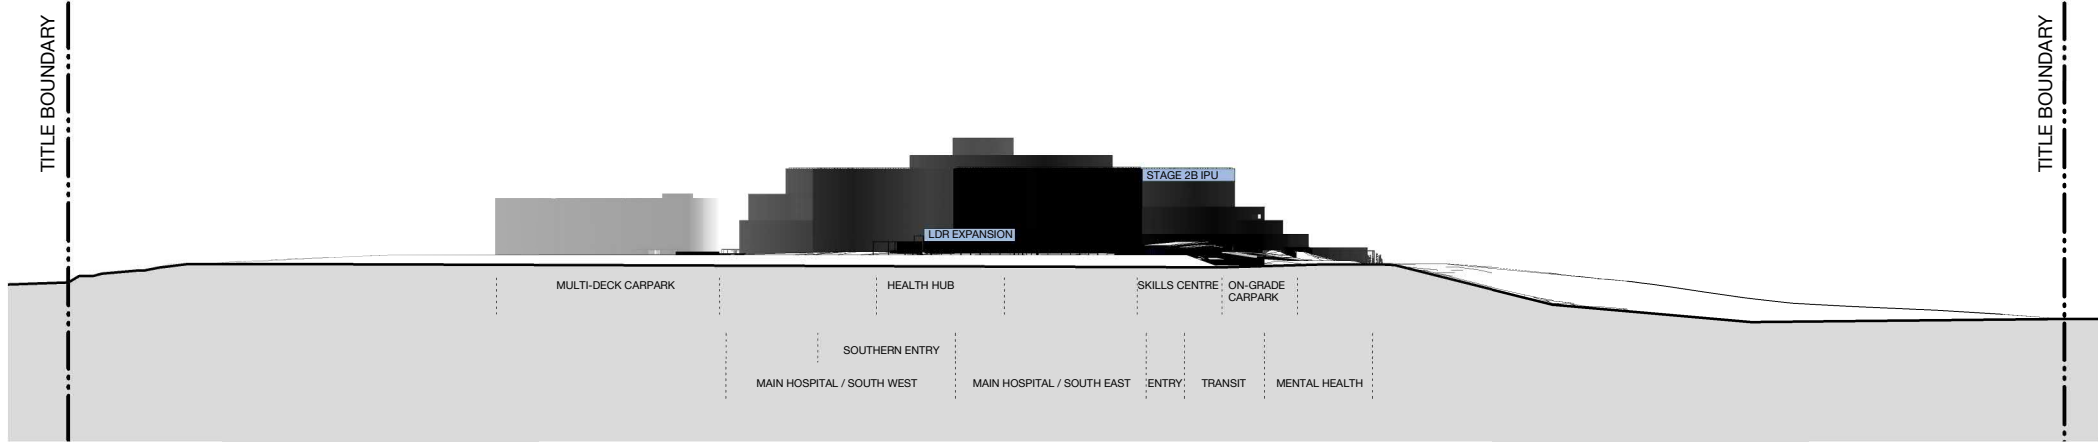 TITLE BOUNDARY
TITLE BOUNDARY
STAGE 2B IPU
LDR EXPANSION
MULTI-DECK CARPARK
HEALTH HUB
SKILLS CENTRE
ON-GRADE
CARPARK
SOUTHERN ENTRY
MAIN HOSPITAL / SOUTH WEST
MAIN HOSPITAL / SOUTH EAST
ENTRY
TRANSIT
MENTAL HEALTH